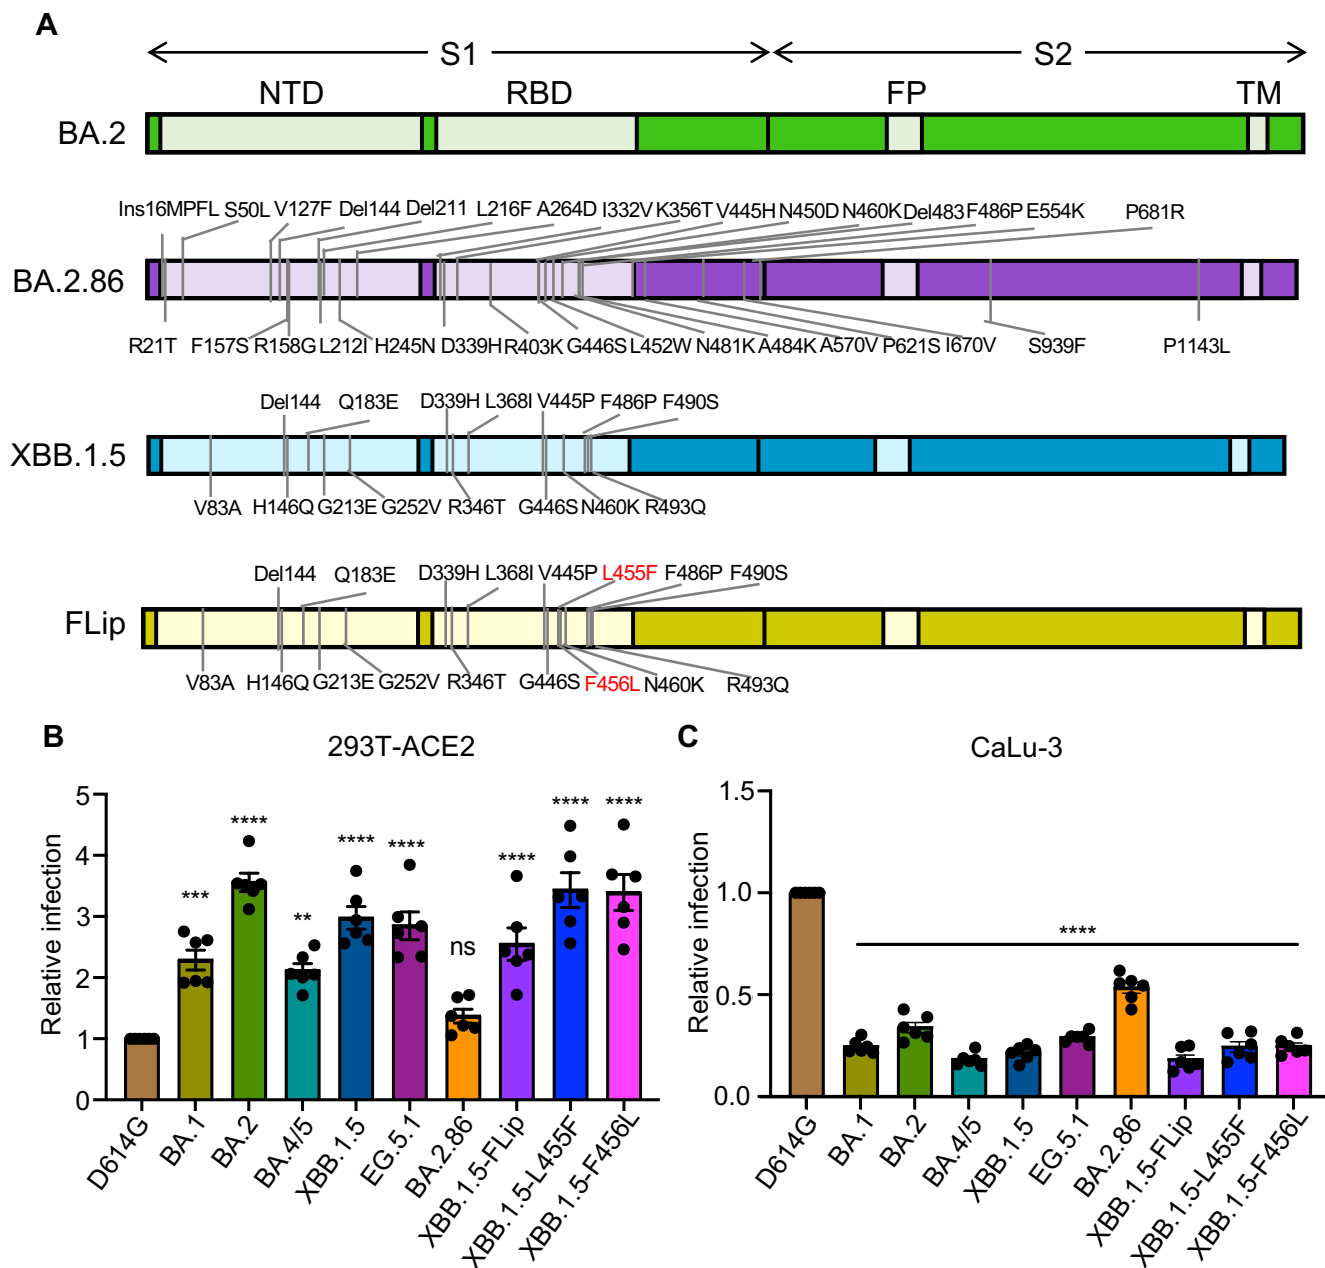 A
S1 S2
NTD RBD FP TM
BA.2
Ins16MPFL S50L V127F Del144 Del211 L216F A264D I332V K356T V445H N450D N460K Del483 F486P E554K P681R
BA.2.86
R21T F157S R158G L212I H245N D339H R403K G446S L452W N481K A484K A570V P621S I670V S939F P1143L
Del144 Q183E D339H L368I V445P F486P F490S
XBB.1.5
V83A H146Q G213E G252V R346T G446S N460K R493Q
Del144 Q183E D339H L368I V445P L455F F486P F490S
FLip
V83A H146Q G213E G252V R346T G446S F456L N460K R493Q
B
293T-ACE2
Relative infection
5
4
3
2
1
0
*** **** ** **** **** ns **** **** ****
D614G
BA.1
BA.2
BA.4/5
XBB.1.5
EG.5.1
BA.2.86
XBB.1.5-FLip
XBB.1.5-L455F
XBB.1.5-F456L
C
CaLu-3
Relative infection
1.5
1.0
0.5
0.0
****
D614G
BA.1
BA.2
BA.4/5
XBB.1.5
EG.5.1
BA.2.86
XBB.1.5-FLip
XBB.1.5-L455F
XBB.1.5-F456L